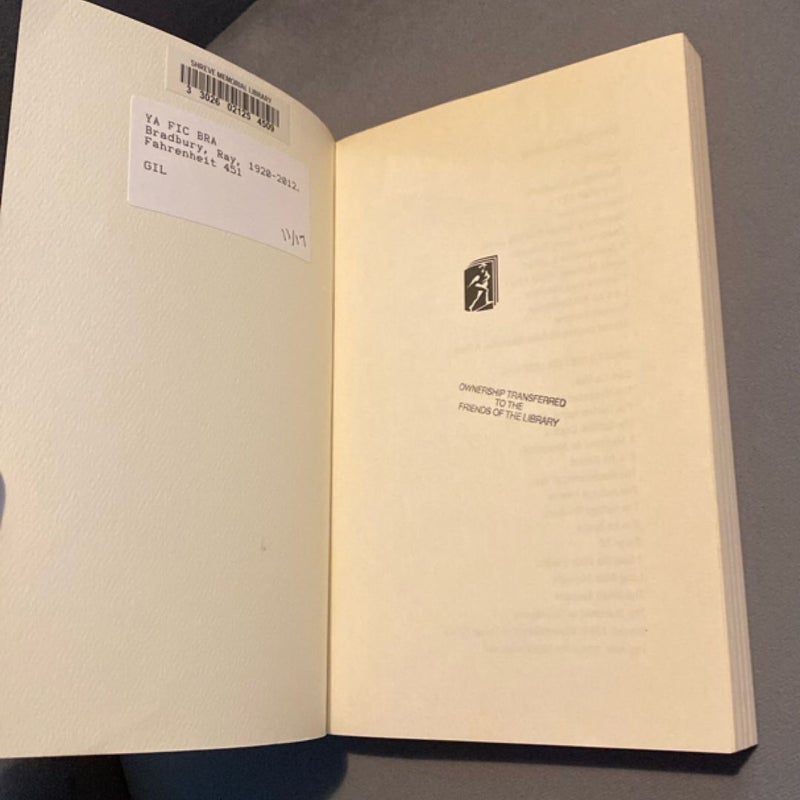 SHREVE MEMORIAL LIBRARY
3 3026 02125 4509
YA FIC BRA
Bradbury, Ray, 1920-2012.
Fahrenheit 451
GIL
11/17
OWNERSHIP TRANSFERRED
TO THE
FRIENDS OF THE LIBRARY